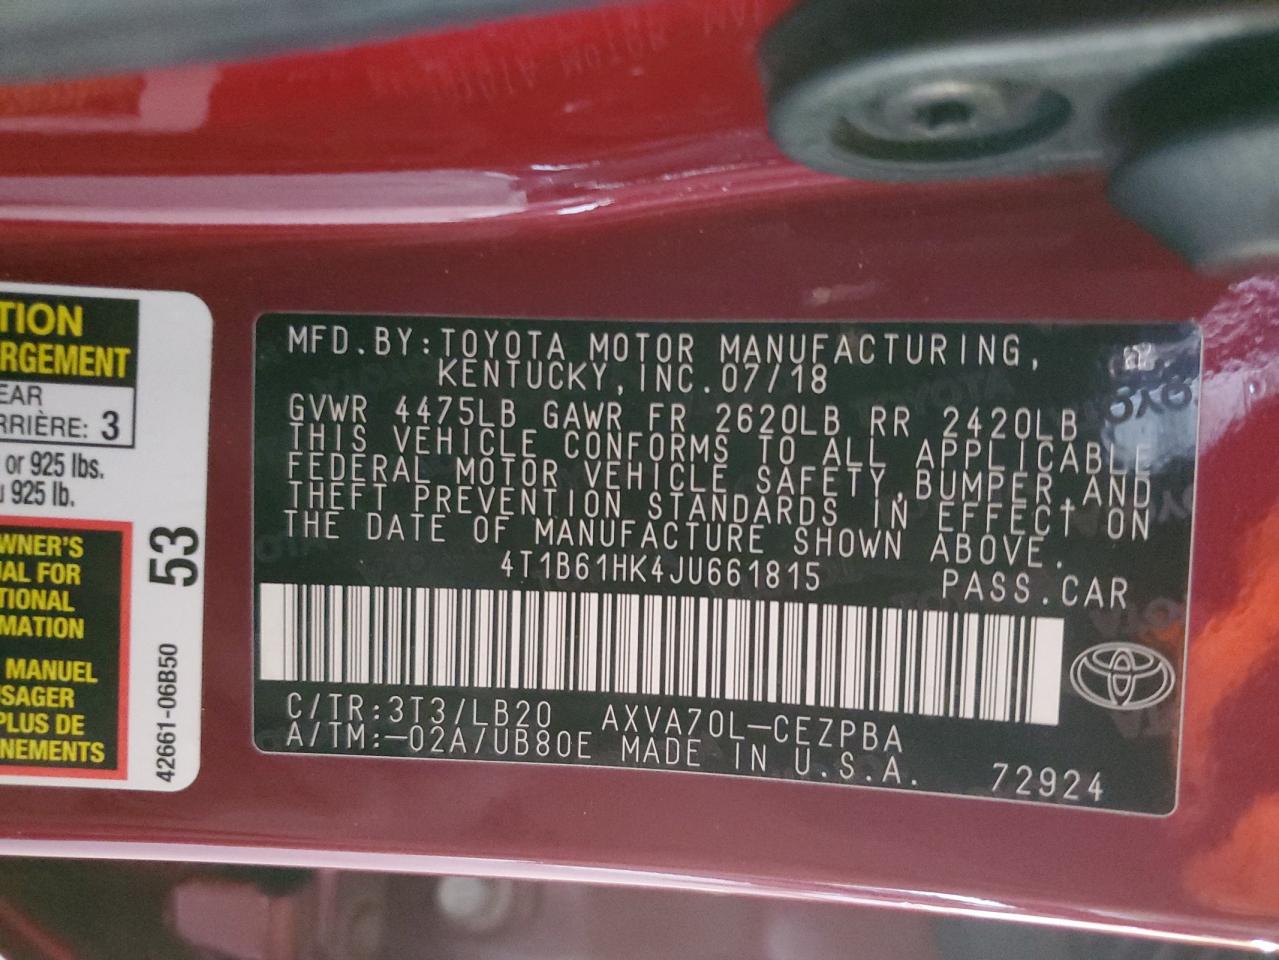 TION
RGEMENT
EAR
RRIÈRE: 3
or 925 lbs.
u 925 lb.
WNER'S
AL FOR
TIONAL
MATION
MANUEL
SAGER
PLUS DE
NEMENTS
53
42661-06B50
MFD.BY:TOYOTA MOTOR MANUFACTURING,
KENTUCKY,INC.07/18
GVWR 4475LB GAWR FR 2620LB RR 2420LB
THIS VEHICLE CONFORMS TO ALL APPLICABLE
FEDERAL MOTOR VEHICLE SAFETY,BUMPER,AND
THEFT PREVENTION STANDARDS IN EFFECT ON
THE DATE OF MANUFACTURE SHOWN ABOVE.
4T1B61HK4JU661815 PASS.CAR
C/TR:3T3/LB20 AXVA70L-CEZPBA
A/TM:-02A/UB80E MADE IN U.S.A. 72924